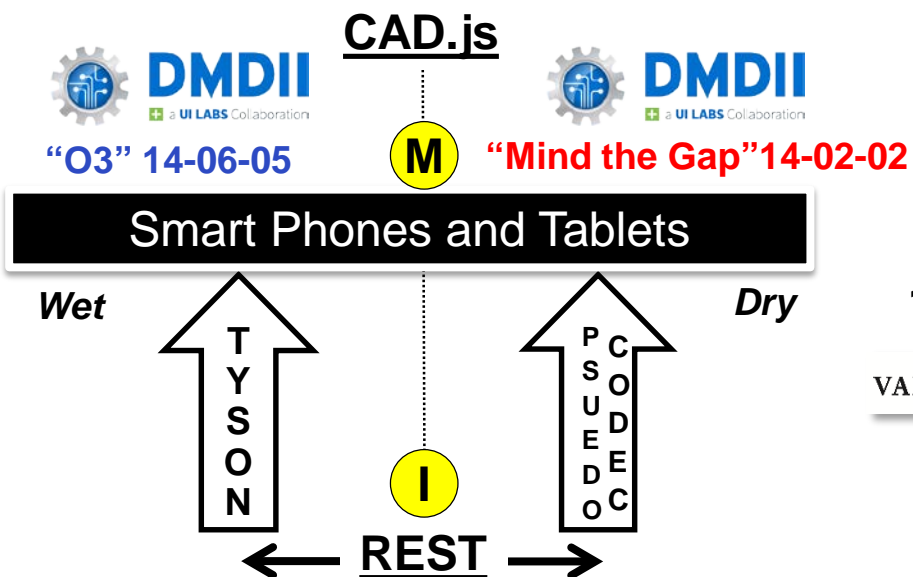 CAD.js
DMDII
a UI LABS Collaboration
DMDII
a UI LABS Collaboration
“O3” 14-06-05
M
“Mind the Gap”14-02-02
Smart Phones and Tablets
Wet
Dry
TYSON
PSUEDO
CODEC
I
REST